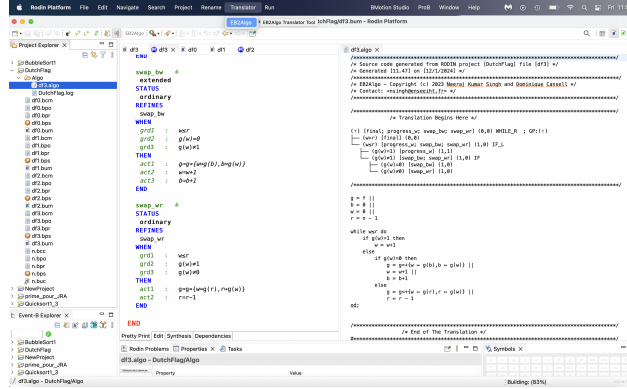 Rodin Platform File Edit Navigate Search Project Rename Translator Run BMotion Studio ProB Window Help
EB2Algo
EB2Algo Translator Tool
lchFlag/df3.bum - Rodin Platform
EB2Algo
Project Explorer
BubbleSort1
DutchFlag
Algo
df3.algo
DutchFlag.log
df0.bcm
df0.bpo
df0.bpr
df0.bps
df0.bum
df1.bcm
df1.bpo
df1.bpr
df1.bps
df1.bum
df2.bcm
df2.bpo
df2.bpr
df2.bps
df2.bum
df3.bcm
df3.bpo
df3.bpr
df3.bps
df3.bum
n.bcc
n.bpo
n.bpr
n.bps
n.buc
NewProject
prime_pour_JRA
Quicksort1_3
Event-B Explorer
BubbleSort1
DutchFlag
NewProject
prime_pour_JRA
Quicksort1_3
df3 df3 df0 df1 df2
END
swap_bw
extended
STATUS
ordinary
REFINES
swap_bw
WHEN
grd1 : w≤r
grd2 : g(w)=0
grd3 : g(w)≠1
THEN
act1 : g≔g{w↦g(b),b↦g(w)}
act2 : w≔w+1
act3 : b≔b+1
END
swap_wr
STATUS
ordinary
REFINES
swap_wr
WHEN
grd1 : w≤r
grd2 : g(w)≠1
grd3 : g(w)≠0
THEN
act1 : g≔g{w↦g(r),r↦g(w)}
act2 : r≔r−1
END
END
Pretty Print Edit Synthesis Dependencies
df3.algo
/* Source code generated from RODIN project [DutchFlag] file [df3] */
/* Generated [11.47] on [12/1/2024] */
/* EB2Algo - Copyright (c) 2023 Neeraj Kumar Singh and Dominique Cansell */
/* Contact: <nsingh@enseeiht.fr> */
/* Translation Begins Here */
(↑) [final; progress_w; swap_bw; swap_wr] (0,0) WHILE_R ; GP:(↑)
(w>r) [final] (0,0)
(w≤r) [progress_w; swap_bw; swap_wr] (1,0) IF_L
(g(w)=1) [progress_w] (1,1)
(g(w)≠1) [swap_bw; swap_wr] (1,0) IF
(g(w)=0) [swap_bw] (1,0)
(g(w)≠0) [swap_wr] (1,0)
g = f ||
b = 0 ||
w = 0 ||
r = n − 1
while w≤r do
if g(w)=1 then
w = w+1
else
if g(w)=0 then
g = g{w ↦ g(b),b ↦ g(w)} ||
w = w+1 ||
b = b+1
else
g = g{w ↦ g(r),r ↦ g(w)} ||
r = r − 1
od;
/* End of The Translation */
Rodin Problems Properties Tasks
df3.algo - DutchFlag/Algo
Property Value
Symbols
df3.algo - DutchFlag/Algo
Building: (83%)